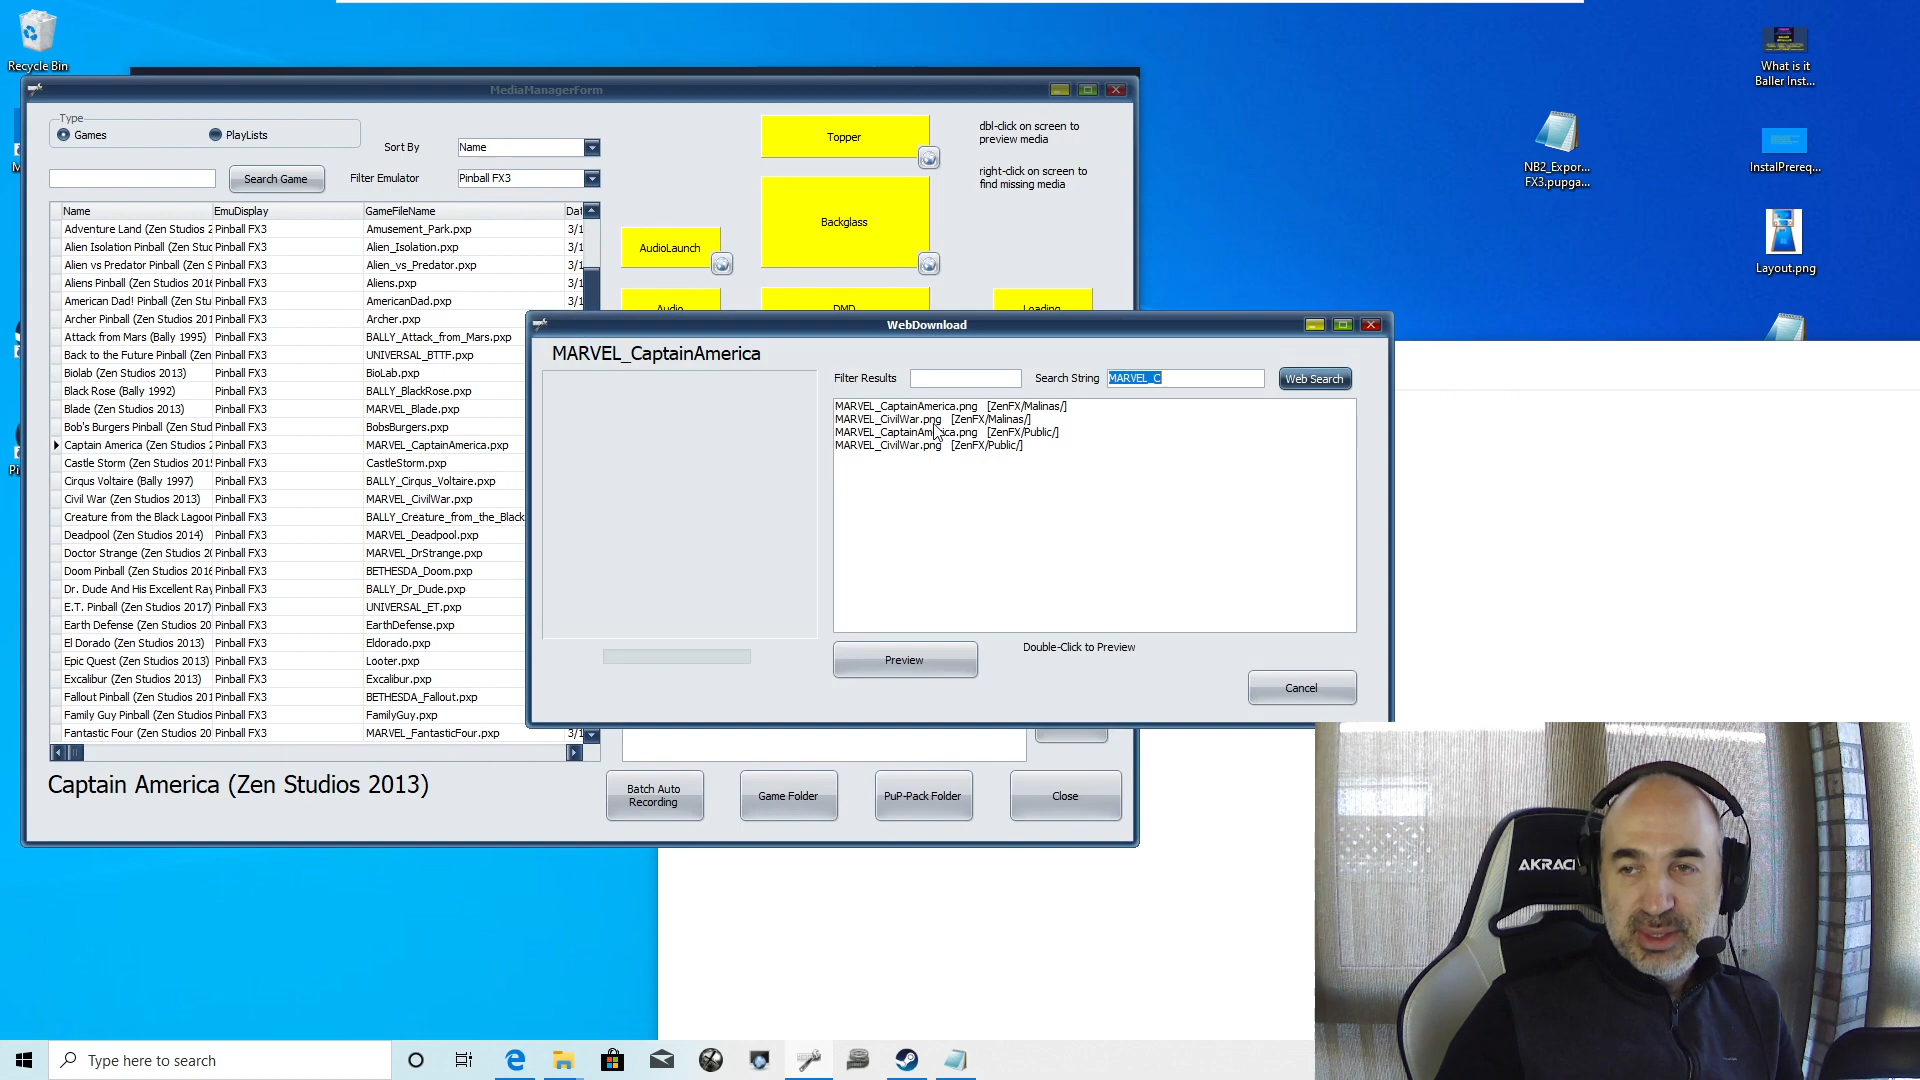 Recycle Bin
What is it
Baller Inst...
NB2_Expor...
FX3.pupga...
InstalPrereq...
Layout.png
MediaManagerForm
Type
Games
PlayLists
Sort By
Name
Search Game
Filter Emulator
Pinball FX3
Topper
dbl-click on screen to
preview media
right-click on screen to
find missing media
Backglass
AudioLaunch
Audio
DMD
Loading
Name EmuDisplay GameFileName Dat
Adventure Land (Zen Studios 2 Pinball FX3 Amusement_Park.pxp 3/1
Alien Isolation Pinball (Zen Stuc Pinball FX3 Alien_Isolation.pxp 3/1
Alien vs Predator Pinball (Zen S Pinball FX3 Alien_vs_Predator.pxp 3/1
Aliens Pinball (Zen Studios 2016 Pinball FX3 Aliens.pxp 3/1
American Dad! Pinball (Zen Stu Pinball FX3 AmericanDad.pxp 3/1
Archer Pinball (Zen Studios 201 Pinball FX3 Archer.pxp
Attack from Mars (Bally 1995) Pinball FX3 BALLY_Attack_from_Mars.pxp
Back to the Future Pinball (Zen Pinball FX3 UNIVERSAL_BTTF.pxp
Biolab (Zen Studios 2013) Pinball FX3 BioLab.pxp
Black Rose (Bally 1992) Pinball FX3 BALLY_BlackRose.pxp
Blade (Zen Studios 2013) Pinball FX3 MARVEL_Blade.pxp
Bob's Burgers Pinball (Zen Stud Pinball FX3 BobsBurgers.pxp
Captain America (Zen Studios 2 Pinball FX3 MARVEL_CaptainAmerica.pxp
Castle Storm (Zen Studios 2015 Pinball FX3 CastleStorm.pxp
Cirqus Voltaire (Bally 1997) Pinball FX3 BALLY_Cirqus_Voltaire.pxp
Civil War (Zen Studios 2013) Pinball FX3 MARVEL_CivilWar.pxp
Creature from the Black Lagoor Pinball FX3 BALLY_Creature_from_the_Black
Deadpool (Zen Studios 2014) Pinball FX3 MARVEL_Deadpool.pxp
Doctor Strange (Zen Studios 20 Pinball FX3 MARVEL_DrStrange.pxp
Doom Pinball (Zen Studios 2016 Pinball FX3 BETHESDA_Doom.pxp
Dr. Dude And His Excellent Ray Pinball FX3 BALLY_Dr_Dude.pxp
E.T. Pinball (Zen Studios 2017) Pinball FX3 UNIVERSAL_ET.pxp
Earth Defense (Zen Studios 20 Pinball FX3 EarthDefense.pxp
El Dorado (Zen Studios 2013) Pinball FX3 Eldorado.pxp
Epic Quest (Zen Studios 2013) Pinball FX3 Looter.pxp
Excalibur (Zen Studios 2013) Pinball FX3 Excalibur.pxp
Fallout Pinball (Zen Studios 201 Pinball FX3 BETHESDA_Fallout.pxp
Family Guy Pinball (Zen Studios Pinball FX3 FamilyGuy.pxp
Fantastic Four (Zen Studios 20 Pinball FX3 MARVEL_FantasticFour.pxp 3/1
WebDownload
MARVEL_CaptainAmerica
Filter Results
Search String
MARVEL_C
Web Search
MARVEL_CaptainAmerica.png [ZenFX/Malinas/]
MARVEL_CivilWar.png [ZenFX/Malinas/]
MARVEL_CaptainAmerica.png [ZenFX/Public/]
MARVEL_CivilWar.png [ZenFX/Public/]
Preview
Double-Click to Preview
Cancel
Captain America (Zen Studios 2013)
Batch Auto
Recording
Game Folder
PuP-Pack Folder
Close
Type here to search